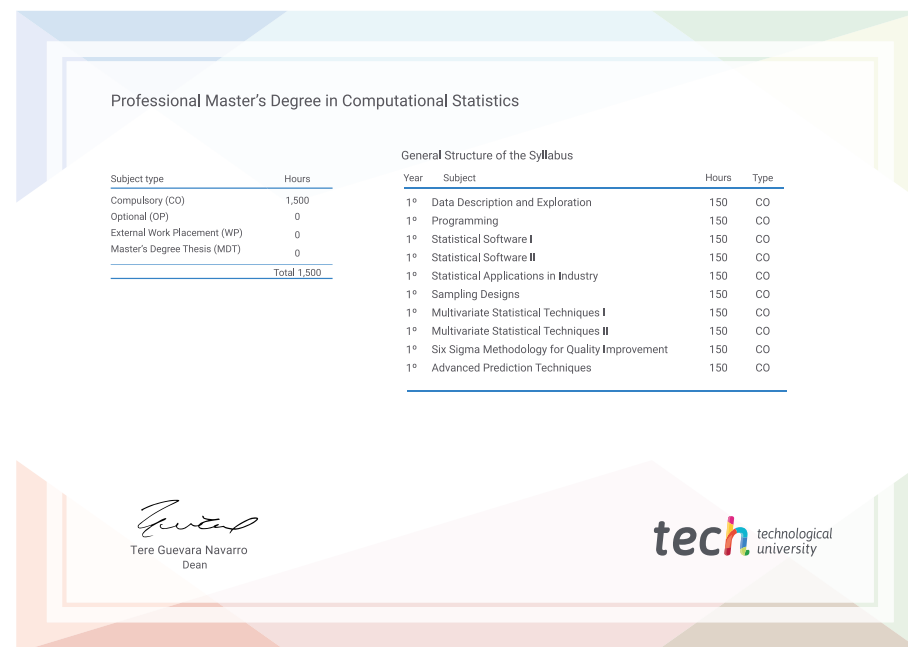 Professional Master’s Degree in Computational Statistics
Subject type Hours
Compulsory (CO) 1,500
Optional (OP) 0
External Work Placement (WP) 0
Master’s Degree Thesis (MDT) 0
Total 1,500
General Structure of the Syllabus
Year Subject Hours Type
1º Data Description and Exploration 150 CO
1º Programming 150 CO
1º Statistical Software I 150 CO
1º Statistical Software II 150 CO
1º Statistical Applications in Industry 150 CO
1º Sampling Designs 150 CO
1º Multivariate Statistical Techniques I 150 CO
1º Multivariate Statistical Techniques II 150 CO
1º Six Sigma Methodology for Quality Improvement 150 CO
1º Advanced Prediction Techniques 150 CO
Tere Guevara Navarro
Dean
tech technological
university